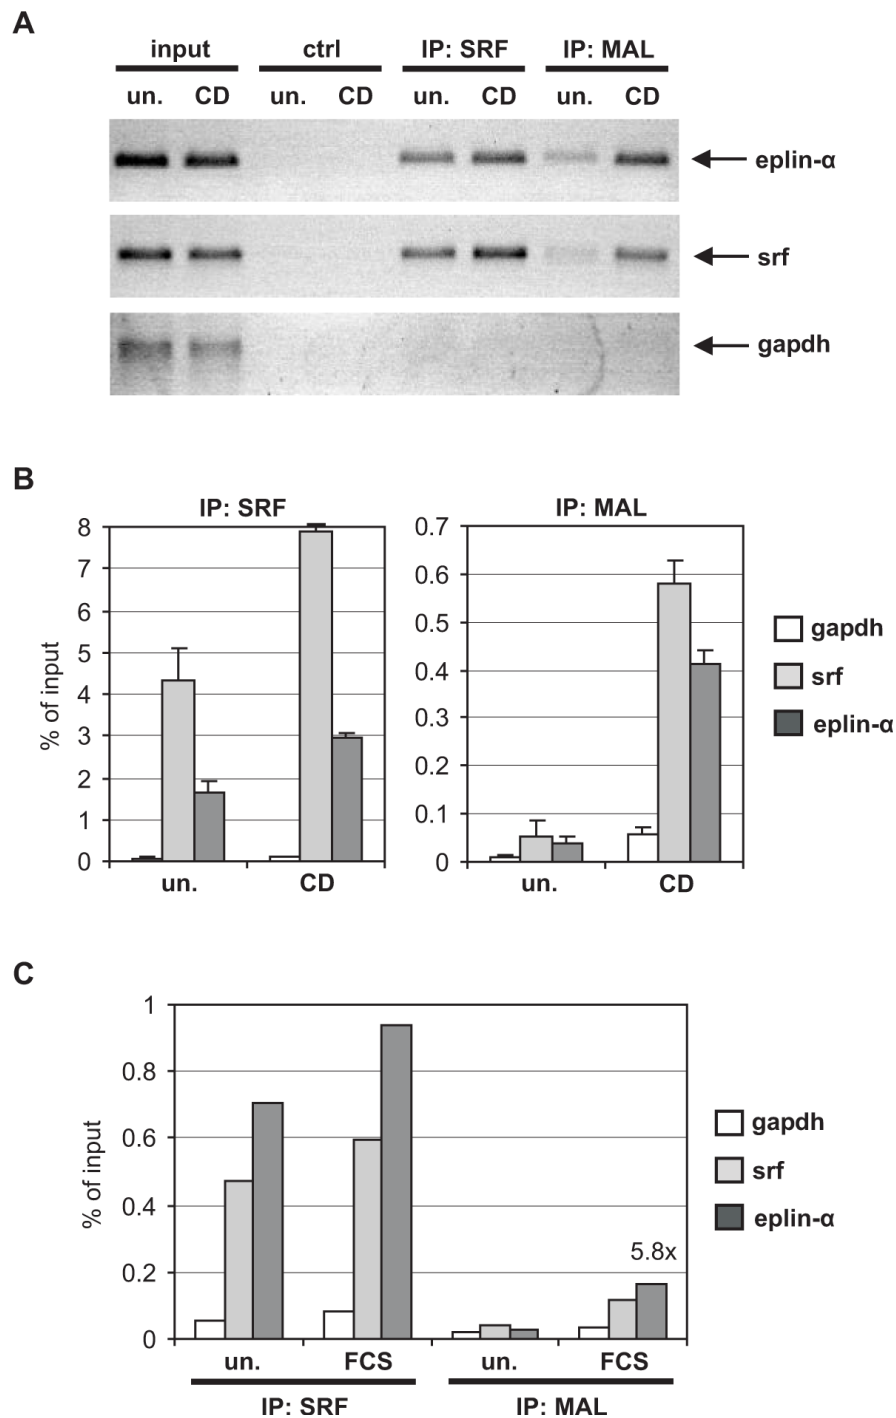 A
input ctrl IP: SRF IP: MAL
un. CD un. CD un. CD un. CD
eplin-α
srf
gapdh
B
IP: SRF IP: MAL
8
7
6
5
4
3
2
1
0
% of input
un. CD
0.7
0.6
0.5
0.4
0.3
0.2
0.1
0
un. CD
gapdh
srf
eplin-α
C
1
0.8
0.6
0.4
0.2
0
% of input
5.8x
un. FCS un. FCS
IP: SRF IP: MAL
gapdh
srf
eplin-α